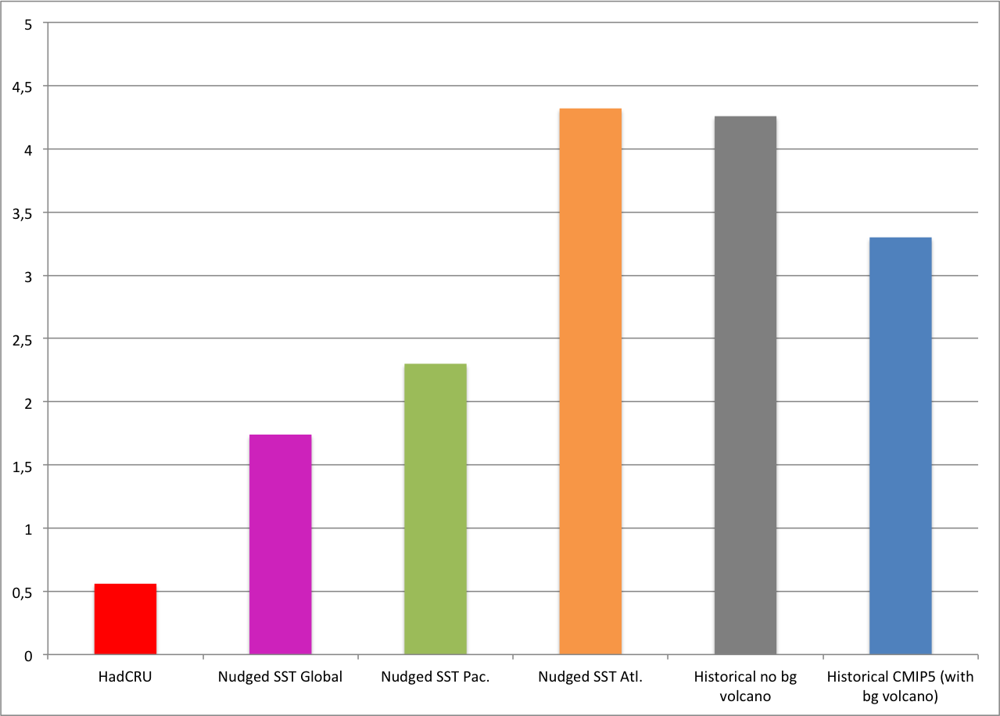 5
4,5
4
3,5
3
2,5
2
1,5
1
0,5
0
HadCRU
Nudged SST Global
Nudged SST Pac.
Nudged SST Atl.
Historical no bg
volcano
Historical CMIP5 (with
bg volcano)